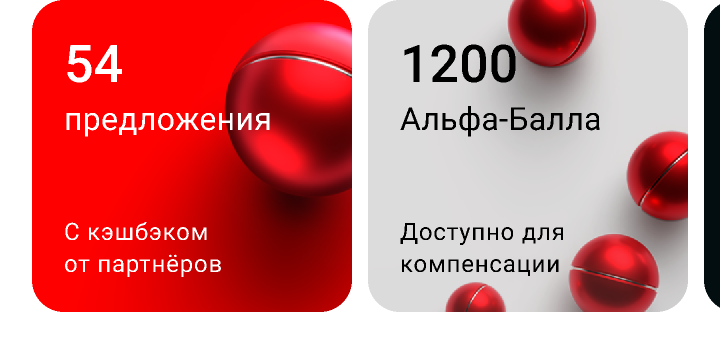 54
предложения
С кэшбэком
от партнёров
1200
Альфа-Балла
Доступно для
компенсации